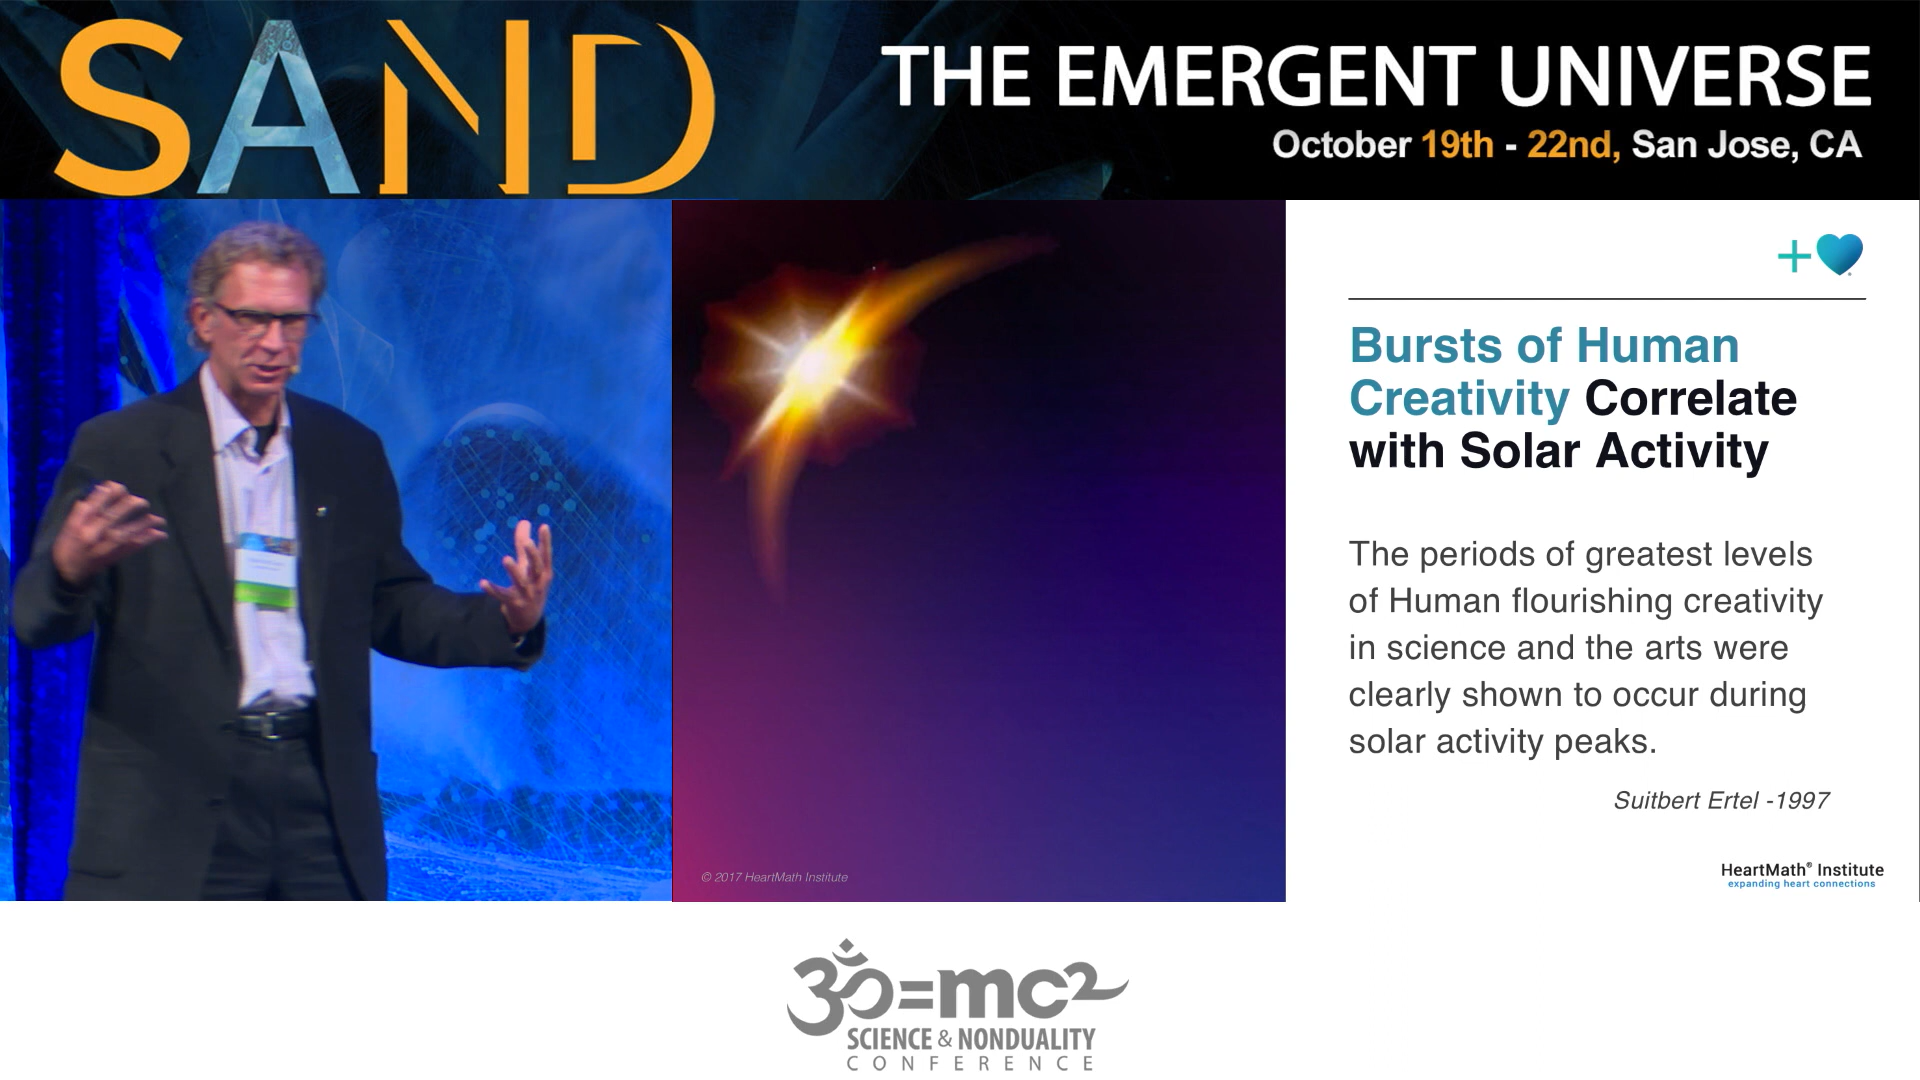 SAND
THE EMERGENT UNIVERSE
October 19th - 22nd, San Jose, CA
Bursts of Human
Creativity Correlate
with Solar Activity
The periods of greatest levels
of Human flourishing creativity
in science and the arts were
clearly shown to occur during
solar activity peaks.
Suitbert Ertel -1997
© 2017 HeartMath Institute
HeartMath® Institute
expanding heart connections
ॐ=mc²
SCIENCE & NONDUALITY
CONFERENCE